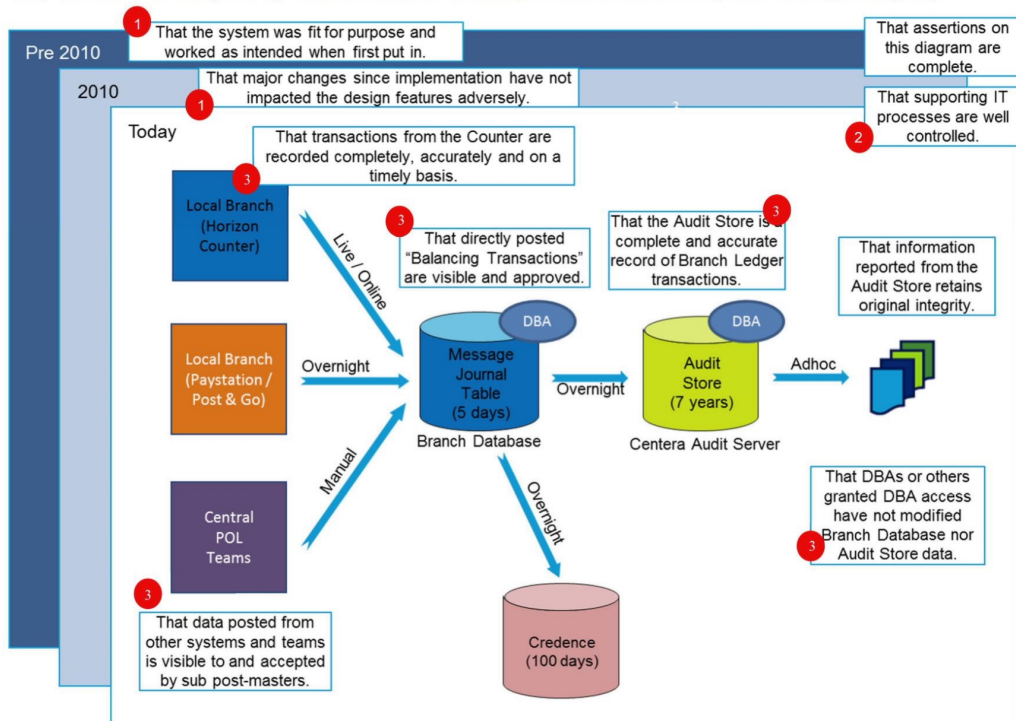 1
That the system was fit for purpose and
worked as intended when first put in.
That assertions on
this diagram are
complete.
Pre 2010
2010
That major changes since implementation have not
impacted the design features adversely.
1
2
That supporting IT
processes are well
controlled.
2
Today
That transactions from the Counter are
recorded completely, accurately and on a
timely basis.
3
Local Branch
(Horizon
Counter)
Live / Online
3
That directly posted
“Balancing Transactions”
are visible and approved.
3
That the Audit Store is a
complete and accurate
record of Branch Ledger
transactions.
That information
reported from the
Audit Store retains
original integrity.
DBA
DBA
Local Branch
(Paystation /
Post & Go)
Overnight
Message
Journal
Table
(5 days)
Branch Database
Overnight
Audit
Store
(7 years)
Centera Audit Server
Adhoc
Manual
Overnight
Central
POL
Teams
That DBAs or others
granted DBA access
have not modified
Branch Database nor
Audit Store data.
3
3
That data posted from
other systems and teams
is visible to and accepted
by sub post-masters.
Credence
(100 days)